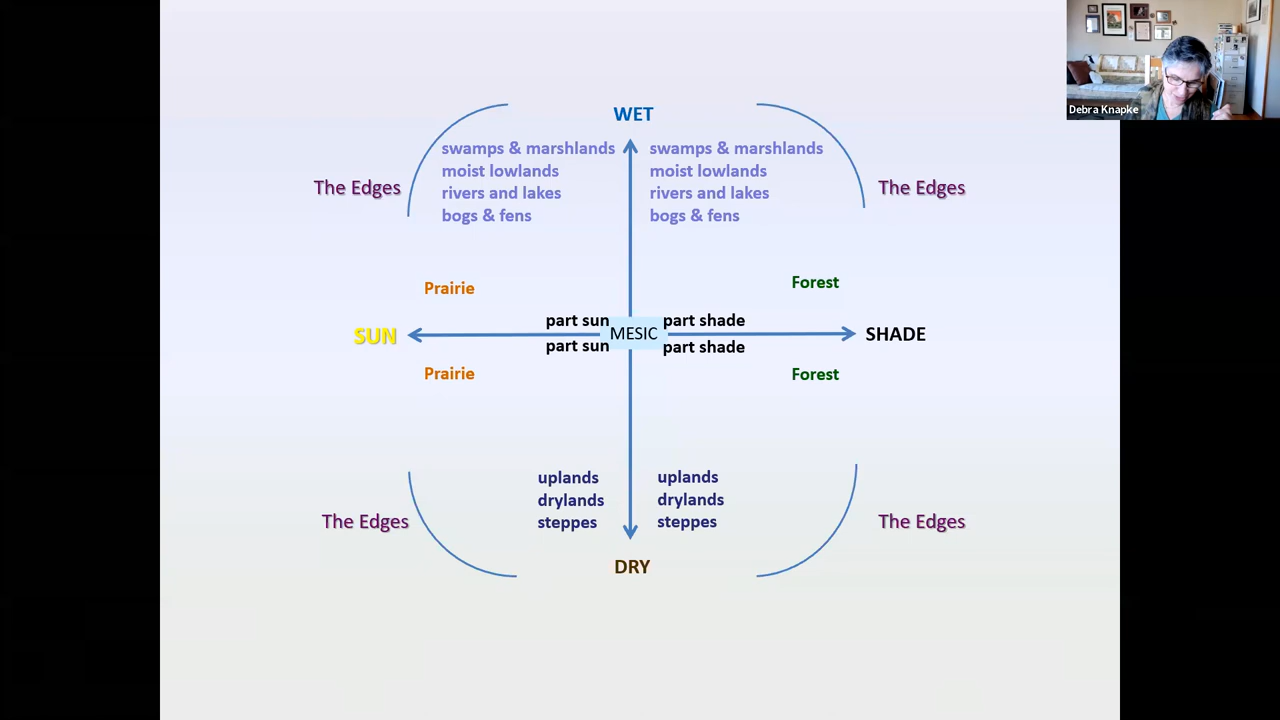 Debra Knapke
WET
swamps & marshlands
moist lowlands
rivers and lakes
bogs & fens
swamps & marshlands
moist lowlands
rivers and lakes
bogs & fens
The Edges
The Edges
Prairie
Forest
part sun
part shade
SUN
MESIC
SHADE
part sun
part shade
Prairie
Forest
uplands
drylands
steppes
uplands
drylands
steppes
The Edges
The Edges
DRY